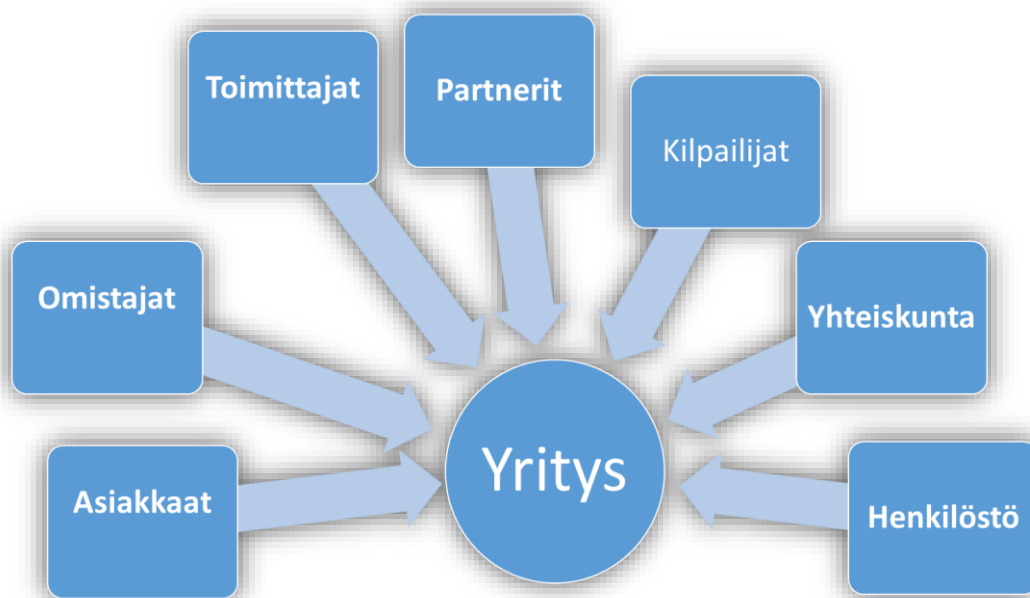 Toimittajat
Partnerit
Kilpailijat
Omistajat
Yhteiskunta
Asiakkaat
Yritys
Henkilöstö